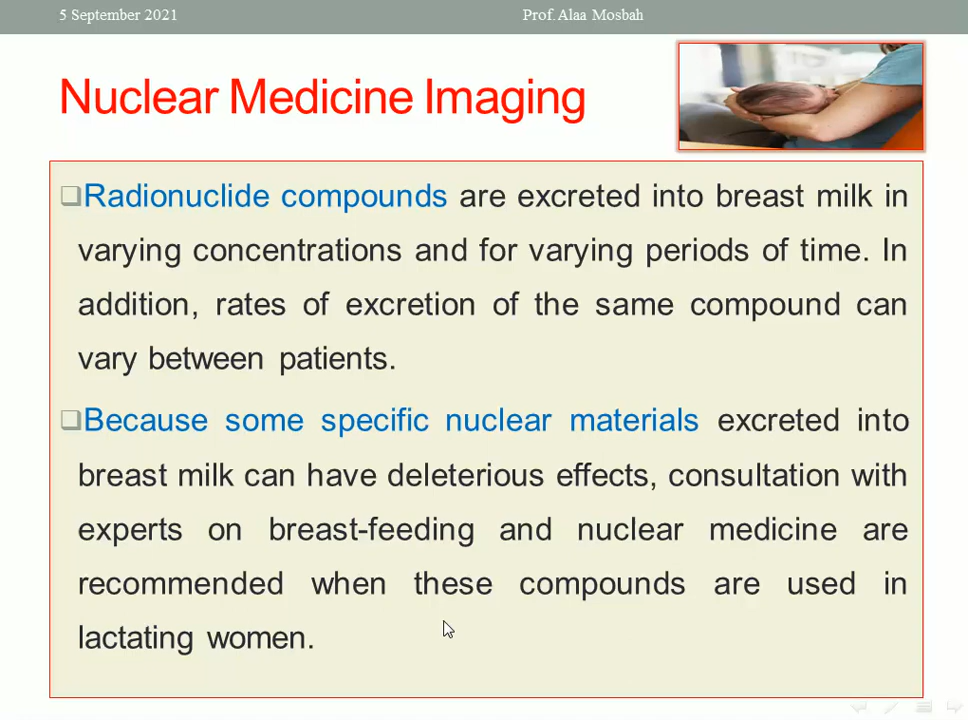 5 September 2021
Prof. Alaa Mosbah
Nuclear Medicine Imaging
Radionuclide compounds are excreted into breast milk in
varying concentrations and for varying periods of time. In
addition, rates of excretion of the same compound can
vary between patients.
Because some specific nuclear materials excreted into
breast milk can have deleterious effects, consultation with
experts on breast-feeding and nuclear medicine are
recommended when these compounds are used in
lactating women.